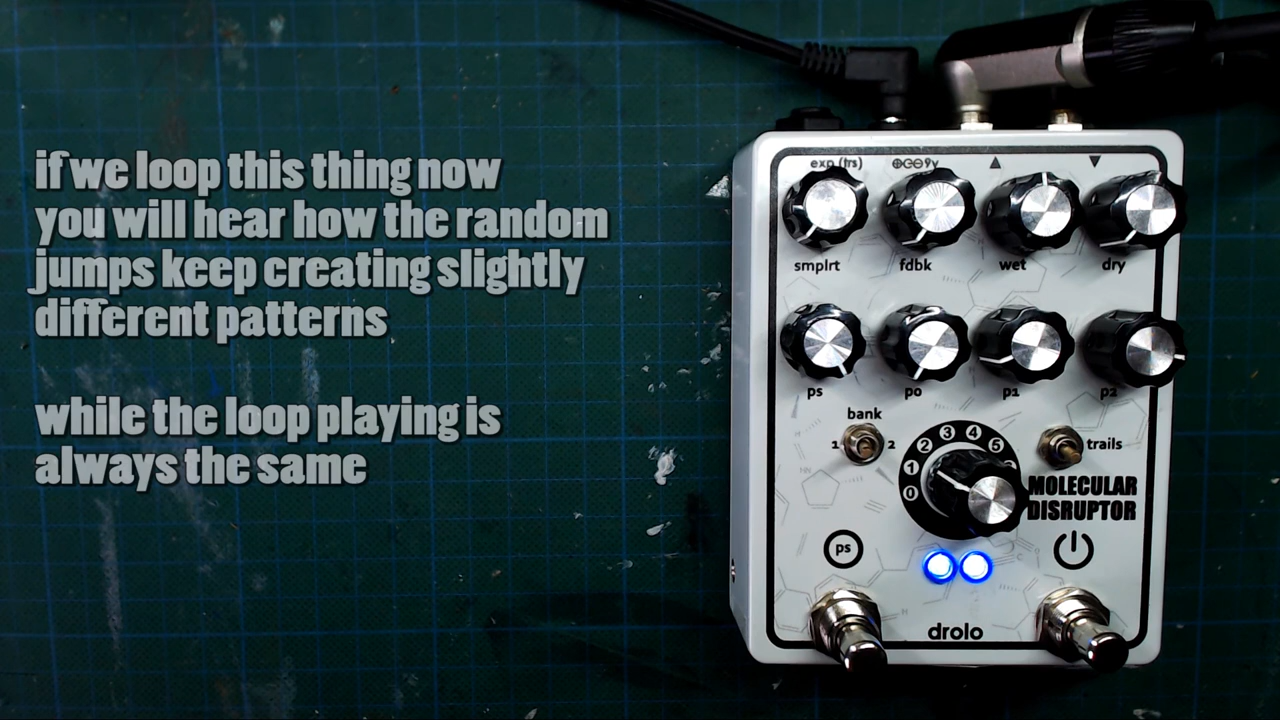 if we loop this thing now
you will hear how the random
jumps keep creating slightly
different patterns
while the loop playing is
always the same
exp (trs) 9v
smplrt fdbk wet dry
ps p0 p1 p2
bank
1 2
trails
0 1 2 3 4 5
MOLECULAR
DISRUPTOR
ps
drolo